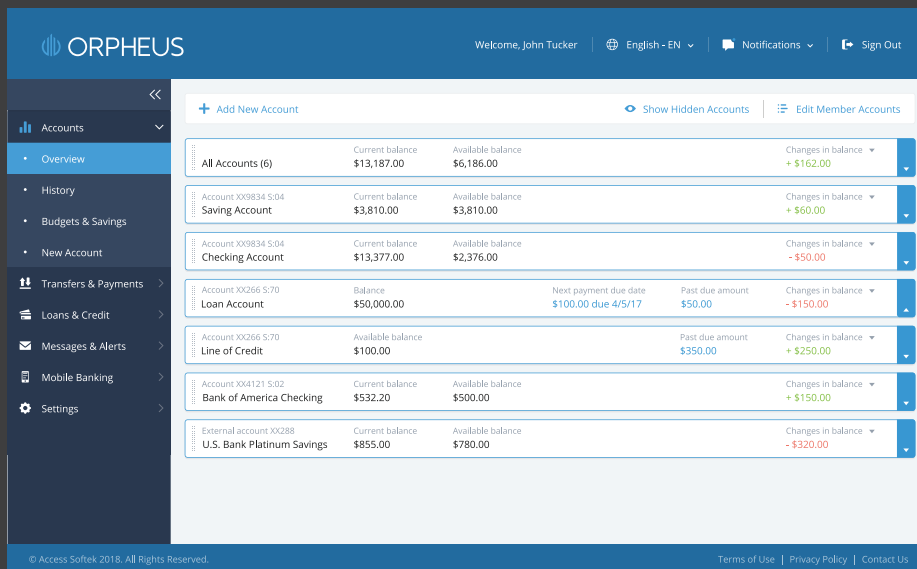 ORPHEUS
Welcome, John Tucker
English - EN
Notifications
Sign Out
Accounts
Overview
History
Budgets & Savings
New Account
Transfers & Payments
Loans & Credit
Messages & Alerts
Mobile Banking
Settings
Add New Account
Show Hidden Accounts
Edit Member Accounts
Current balance Available balance Changes in balance
All Accounts (6) $13,187.00 $6,186.00 + $162.00
Account XX9834 S:04 Current balance Available balance Changes in balance
Saving Account $3,810.00 $3,810.00 + $60.00
Account XX9834 S:04 Current balance Available balance Changes in balance
Checking Account $13,377.00 $2,376.00 - $50.00
Account XX266 S:70 Balance Next payment due date Past due amount Changes in balance
Loan Account $50,000.00 $100.00 due 4/5/17 $50.00 - $150.00
Account XX266 S:70 Available balance Past due amount Changes in balance
Line of Credit $100.00 $350.00 + $250.00
Account XX4121 S:02 Current balance Available balance Changes in balance
Bank of America Checking $532.20 $500.00 + $150.00
External account XX288 Current balance Available balance Changes in balance
U.S. Bank Platinum Savings $855.00 $780.00 - $320.00
© Access Softek 2018. All Rights Reserved.
Terms of Use | Privacy Policy | Contact Us